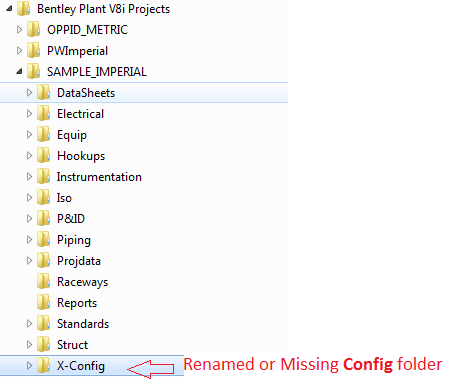 Bentley Plant V8i Projects
OPPID_METRIC
PWImperial
SAMPLE_IMPERIAL
DataSheets
Electrical
Equip
Hookups
Instrumentation
Iso
P&ID
Piping
Projdata
Raceways
Reports
Standards
Struct
X-Config Renamed or Missing Config folder